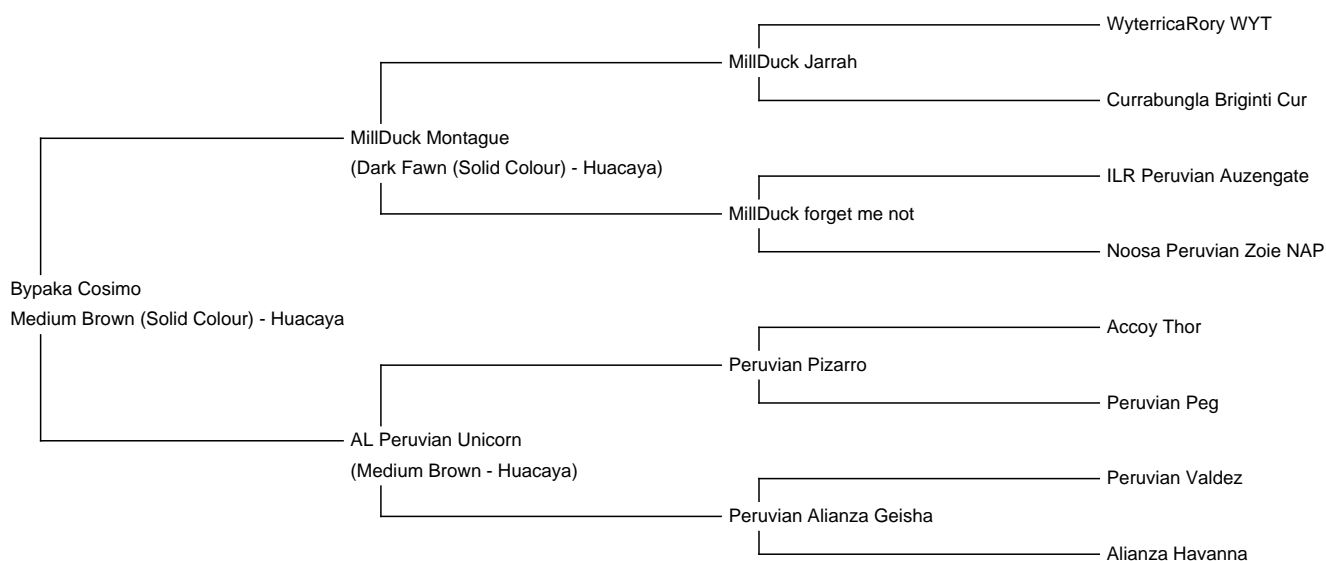 WyterricaRory WYT
MillDuck Jarrah
Currabungla Briginti Cur
MillDuck Montague
(Dark Fawn (Solid Colour) - Huacaya)
ILR Peruvian Auzengate
MillDuck forget me not
Noosa Peruvian Zoie NAP
Bypaka Cosimo
Medium Brown (Solid Colour) - Huacaya
Accoy Thor
Peruvian Pizarro
Peruvian Peg
AL Peruvian Unicorn
(Medium Brown - Huacaya)
Peruvian Valdez
Peruvian Alianza Geisha
Alianza Havanna